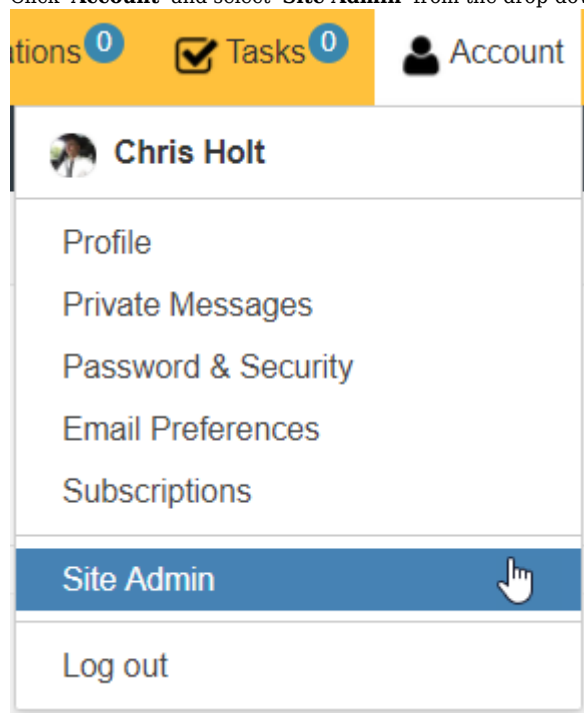 Click 'Account' and select 'Site Admin' from the drop do
tions 0 Tasks 0 Account
Chris Holt
Profile
Private Messages
Password & Security
Email Preferences
Subscriptions
Site Admin
Log out